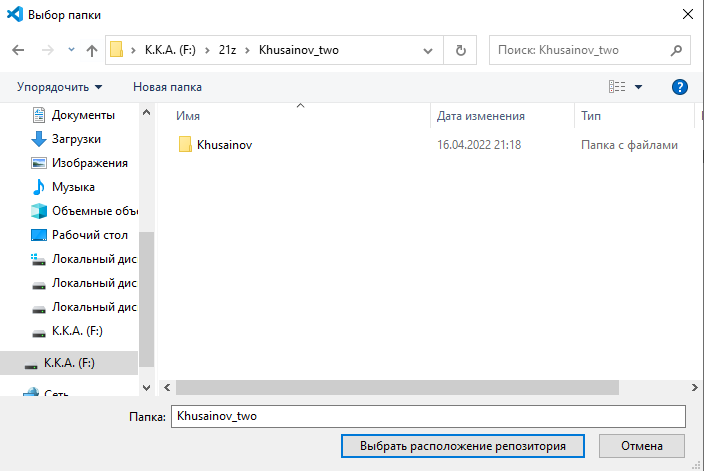 Выбор папки
К.К.А. (F:) > 21z > Khusainov_two
Поиск: Khusainov_two
Упорядочить
Новая папка
?
Документы
Загрузки
Изображения
Музыка
Объемные объе
Рабочий стол
Локальный дис
Локальный дис
Локальный дис
К.К.А. (F:)
К.К.А. (F:)
Сеть
Имя
Дата изменения
Тип
Khusainov
16.04.2022 21:18
Папка с файлами
Папка:
Khusainov_two
Выбрать расположение репозитория
Отмена